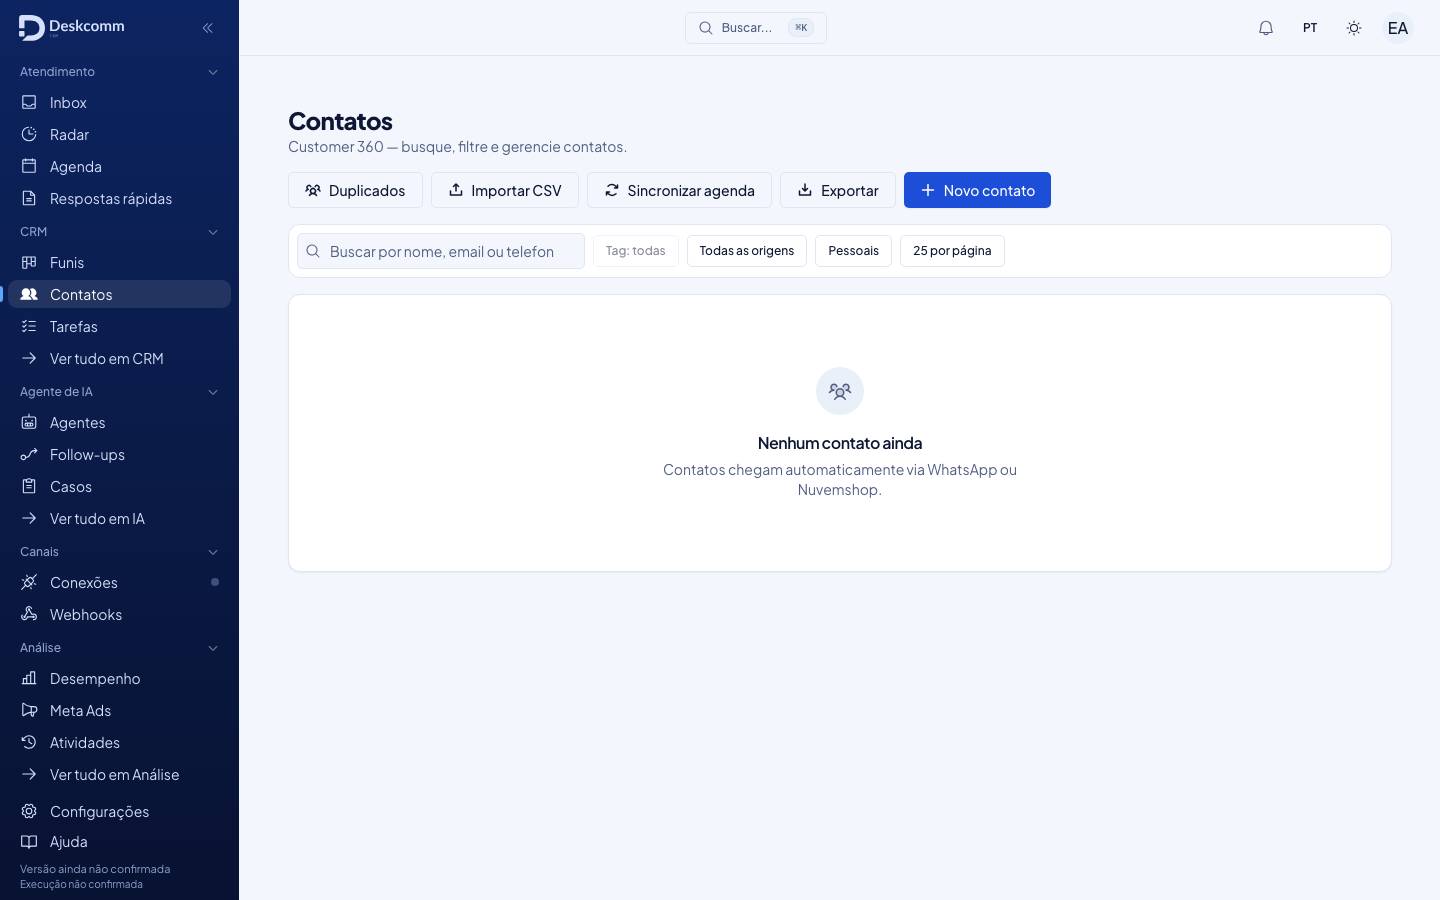 Deskcomm
Buscar...
⌘K
PT
EA
Atendimento
Inbox
Radar
Agenda
Respostas rápidas
CRM
Funis
Contatos
Tarefas
Ver tudo em CRM
Agente de IA
Agentes
Follow-ups
Casos
Ver tudo em IA
Canais
Conexões
Webhooks
Análise
Desempenho
Meta Ads
Atividades
Ver tudo em Análise
Configurações
Ajuda
Versão ainda não confirmada
Execução não confirmada
Contatos
Customer 360 — busque, filtre e gerencie contatos.
Duplicados
Importar CSV
Sincronizar agenda
Exportar
Novo contato
Buscar por nome, email ou telefon
Tag: todas
Todas as origens
Pessoais
25 por página
Nenhum contato ainda
Contatos chegam automaticamente via WhatsApp ou
Nuvemshop.